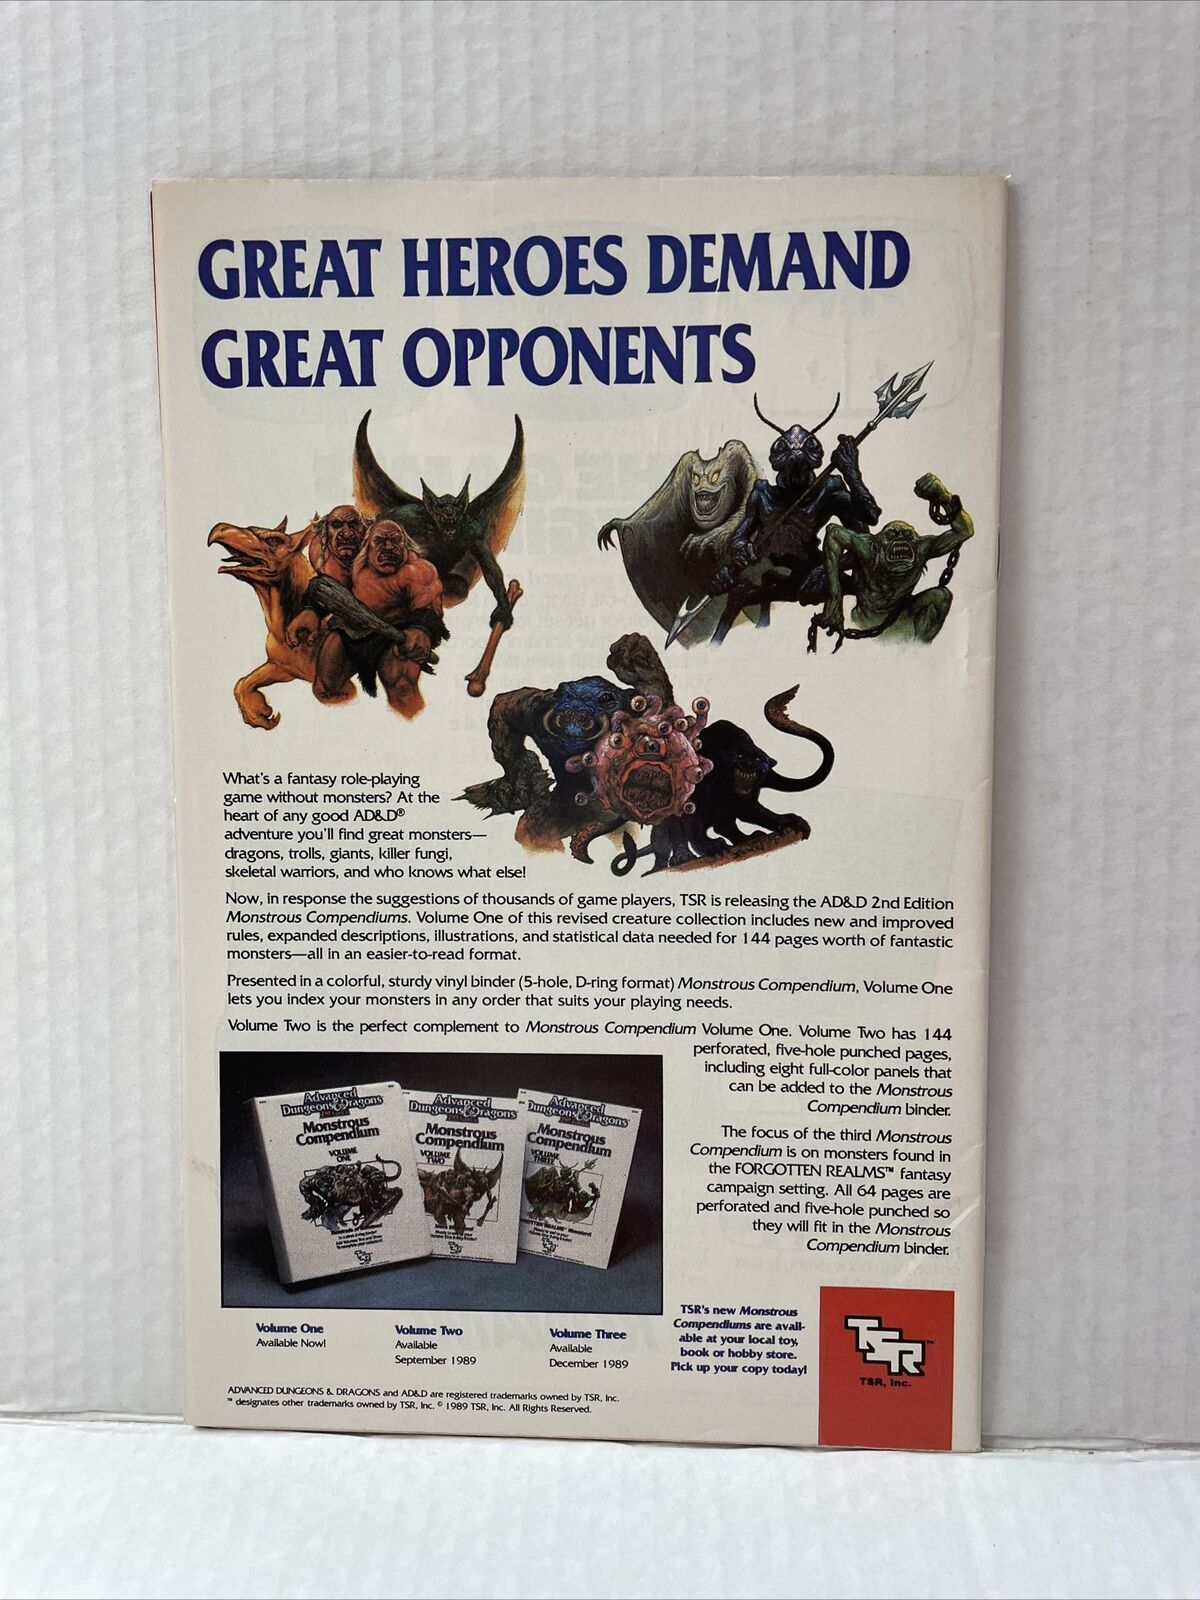 GREAT HEROES DEMAND
GREAT OPPONENTS
What's a fantasy role-playing
game without monsters? At the
heart of any good AD&D®
adventure you'll find great monsters—
dragons, trolls, giants, killer fungi,
skeletal warriors, and who knows what else!
Now, in response the suggestions of thousands of game players, TSR is releasing the AD&D 2nd Edition
Monstrous Compendiums. Volume One of this revised creature collection includes new and improved
rules, expanded descriptions, illustrations, and statistical data needed for 144 pages worth of fantastic
monsters—all in an easier-to-read format.
Presented in a colorful, sturdy vinyl binder (5-hole, D-ring format) Monstrous Compendium, Volume One
lets you index your monsters in any order that suits your playing needs.
Volume Two is the perfect complement to Monstrous Compendium Volume One. Volume Two has 144
perforated, five-hole punched pages,
including eight full-color panels that
can be added to the Monstrous
Compendium binder.
The focus of the third Monstrous
Compendium is on monsters found in
the FORGOTTEN REALMS™ fantasy
campaign setting. All 64 pages are
perforated and five-hole punched so
they will fit in the Monstrous
Compendium binder.
Advanced
Dungeons & Dragons
Monstrous
Compendium
VOLUME
ONE
Advanced
Dungeons & Dragons
Monstrous
Compendium
VOLUME
TWO
Advanced
Dungeons & Dragons
Monstrous
Compendium
VOLUME
THREE
Volume One
Available Now!
Volume Two
Available
September 1989
Volume Three
Available
December 1989
TSR's new Monstrous
Compendiums are avail-
able at your local toy,
book or hobby store.
Pick up your copy today!
TSR™
TSR, Inc.
ADVANCED DUNGEONS & DRAGONS and AD&D are registered trademarks owned by TSR, Inc.
™ designates other trademarks owned by TSR, Inc. © 1989 TSR, Inc. All Rights Reserved.